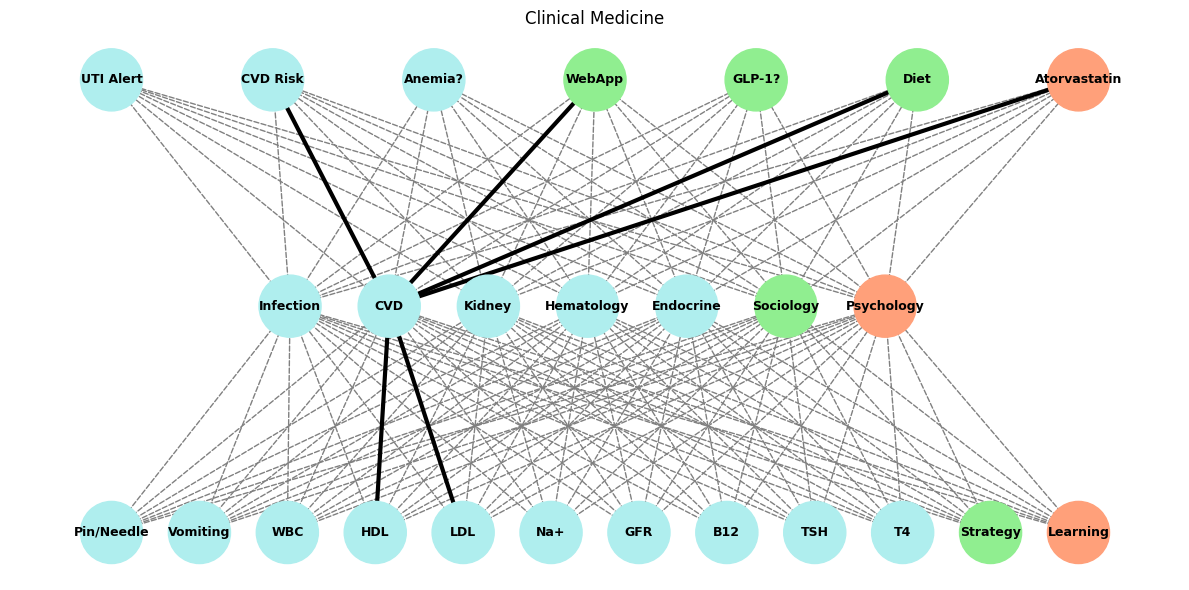 Clinical Medicine
UTI Alert CVD Risk Anemia? WebApp GLP-1? Diet Atorvastatin
Infection CVD Kidney Hematology Endocrine Sociology Psychology
Pin/Needle Vomiting WBC HDL LDL Na+ GFR B12 TSH T4 Strategy Learning